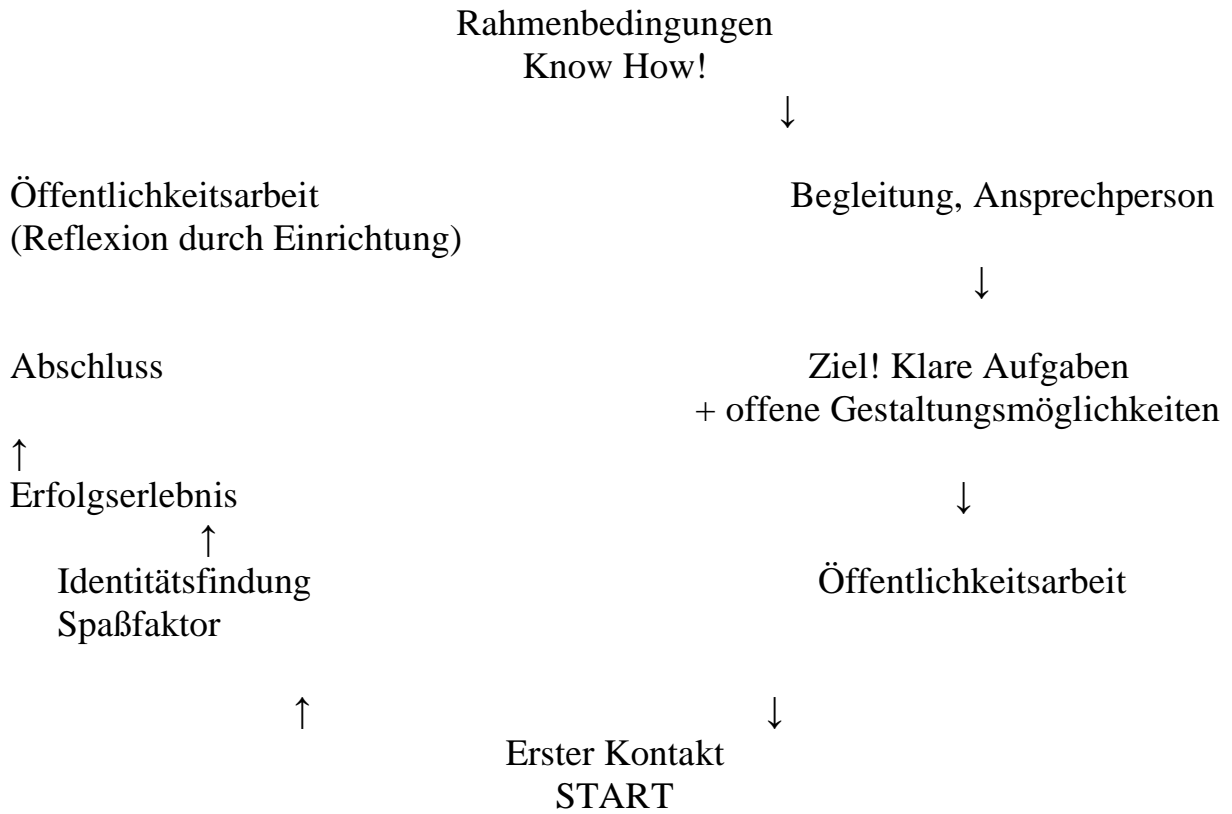 Rahmenbedingungen
Know How!
↓
Öffentlichkeitsarbeit Begleitung, Ansprechperson
(Reflexion durch Einrichtung)
↓
Abschluss Ziel! Klare Aufgaben
+ offene Gestaltungsmöglichkeiten
↑
Erfolgserlebnis ↓
↑
Identitätsfindung Öffentlichkeitsarbeit
Spaßfaktor
↑ ↓
Erster Kontakt
START